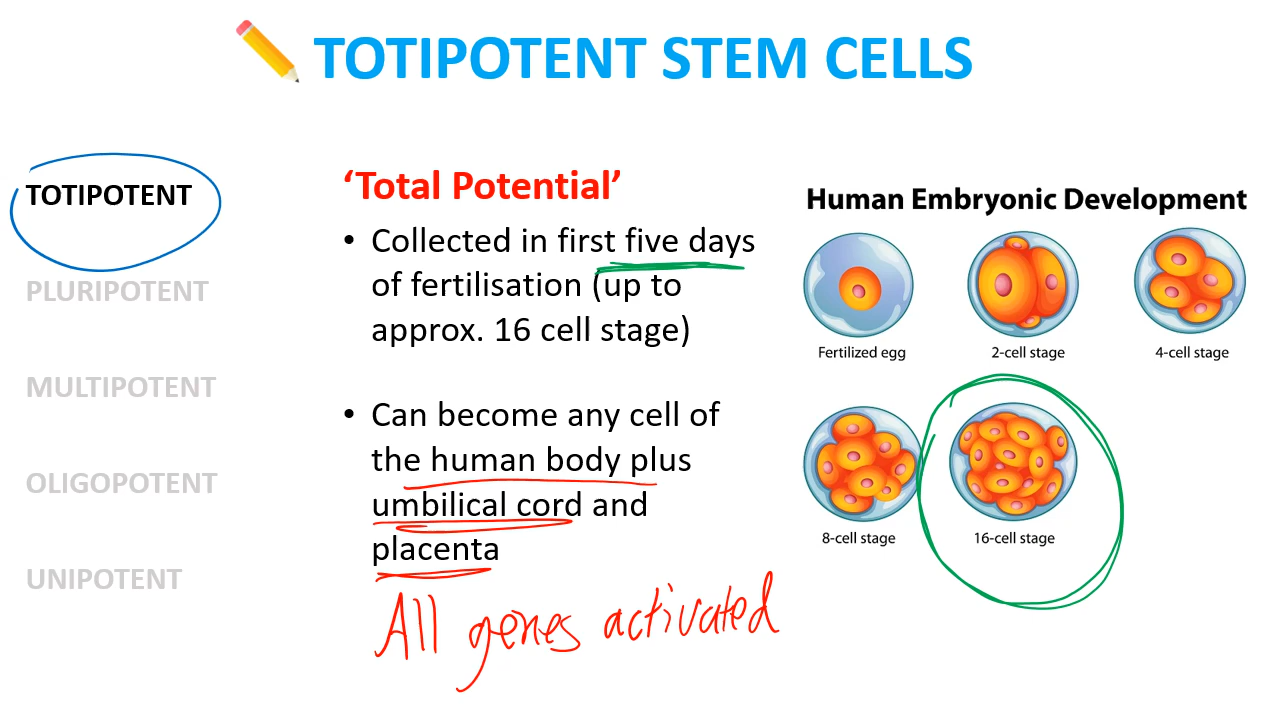 TOTIPOTENT STEM CELLS
TOTIPOTENT
PLURIPOTENT
MULTIPOTENT
OLIGOPOTENT
UNIPOTENT
‘Total Potential’
• Collected in first five days
of fertilisation (up to
approx. 16 cell stage)
• Can become any cell of
the human body plus
umbilical cord and
placenta
All genes activated
Human Embryonic Development
Fertilized egg
2-cell stage
4-cell stage
8-cell stage
16-cell stage